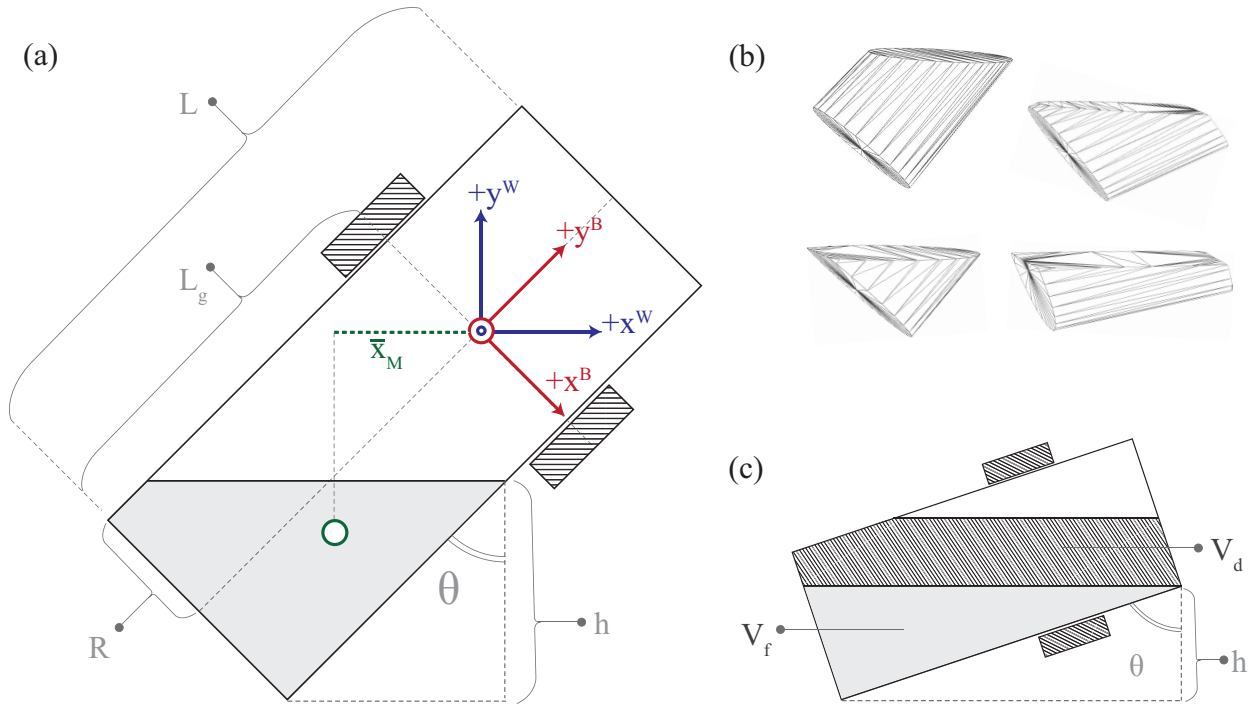 (a)
L
L_g
+y^W
+y^B
+x^W
x̅_M
+x^B
θ
h
R
(b)
(c)
V_d
V_f
θ
h